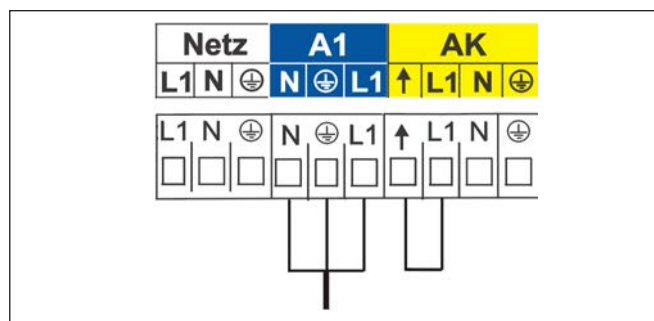 Netz A1 AK
L1 N ⏚ N ⏚ L1 ↑ L1 N ⏚
L1 N ⏚ N ⏚ L1 ↑ L1 N ⏚